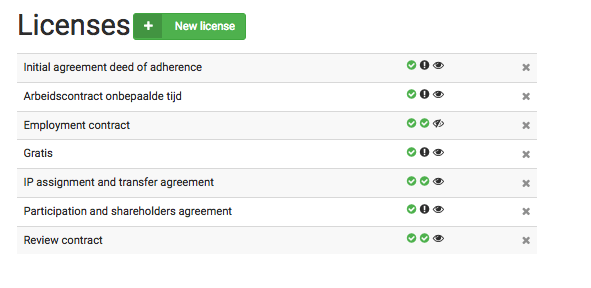 Licenses + New license
Initial agreement deed of adherence
Arbeidscontract onbepaalde tijd
Employment contract
Gratis
IP assignment and transfer agreement
Participation and shareholders agreement
Review contract